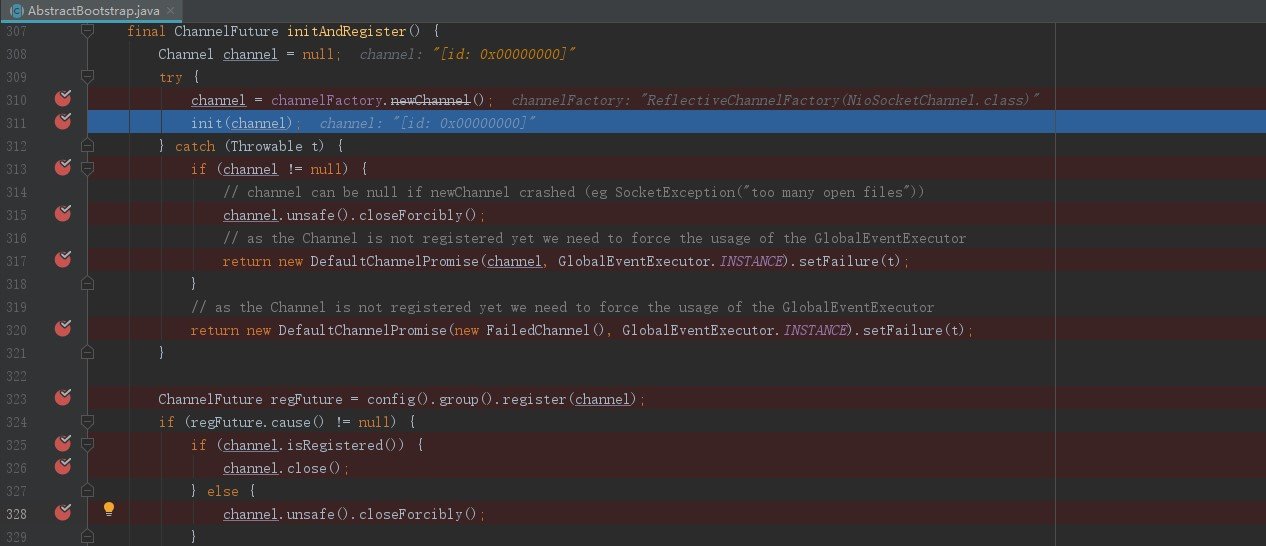 AbstractBootstrap.java
307 final ChannelFuture initAndRegister() {
308 Channel channel = null; channel: "[id: 0x00000000]"
309 try {
310 channel = channelFactory.newChannel(); channelFactory: "ReflectiveChannelFactory(NioSocketChannel.class)"
311 init(channel); channel: "[id: 0x00000000]"
312 } catch (Throwable t) {
313 if (channel != null) {
314 // channel can be null if newChannel crashed (eg SocketException("too many open files"))
315 channel.unsafe().closeForcibly();
316 // as the Channel is not registered yet we need to force the usage of the GlobalEventExecutor
317 return new DefaultChannelPromise(channel, GlobalEventExecutor.INSTANCE).setFailure(t);
318 }
319 // as the Channel is not registered yet we need to force the usage of the GlobalEventExecutor
320 return new DefaultChannelPromise(new FailedChannel(), GlobalEventExecutor.INSTANCE).setFailure(t);
321 }
322
323 ChannelFuture regFuture = config().group().register(channel);
324 if (regFuture.cause() != null) {
325 if (channel.isRegistered()) {
326 channel.close();
327 } else {
328 channel.unsafe().closeForcibly();
329 }